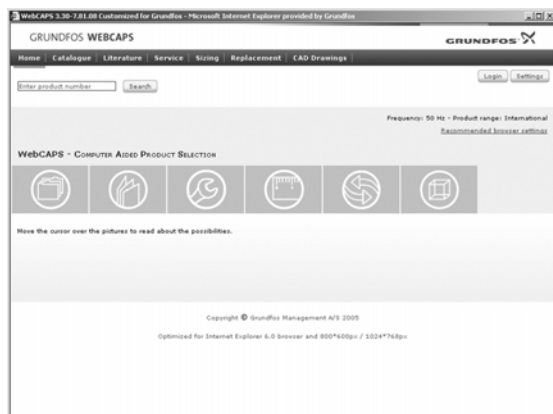 WebCAPS 3.30-7.01.08 Customized for Grundfos - Microsoft Internet Explorer provided by Grundfos
GRUNDFOS WEBCAPS
GRUNDFOS
Home | Catalogue | Literature | Service | Sizing | Replacement | CAD Drawings
Login Settings
Enter product number Search
Frequency: 50 Hz - Product range: International
Recommended browser settings
WebCAPS - Computer Aided Product Selection
Move the cursor over the pictures to read about the possibilities.
Copyright © Grundfos Management A/S 2005
Optimized for Internet Explorer 6.0 browser and 800*600px / 1024*768px